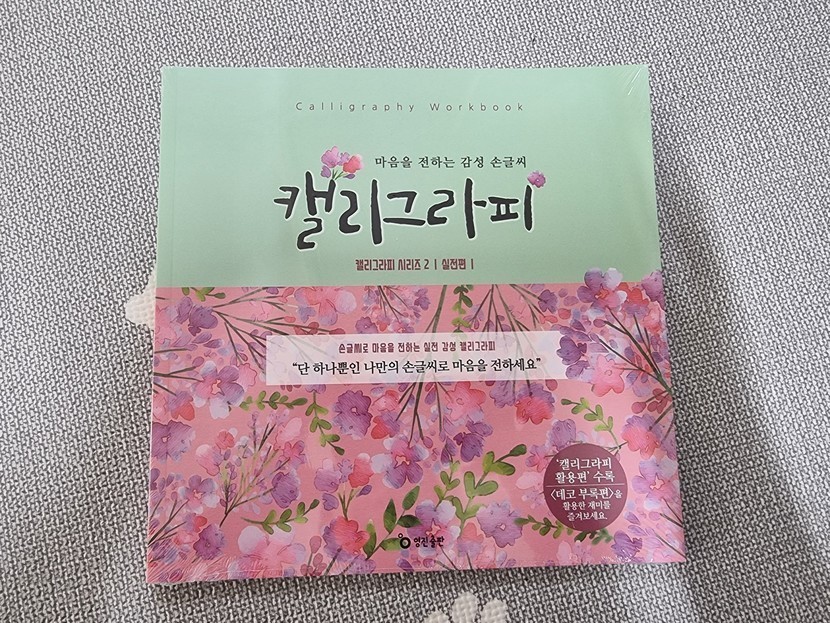 Calligraphy Workbook
마음을 전하는 감성 손글씨
캘리그라피
캘리그라피 시리즈 2 | 실전편 |
손글씨로 마음을 전하는 실전 감성 캘리그라피
“단 하나뿐인 나만의 손글씨로 마음을 전하세요”
‘캘리그라피
활용편’ 수록
<데코 부록편>을
활용한 재미를
즐겨보세요.
영진출판